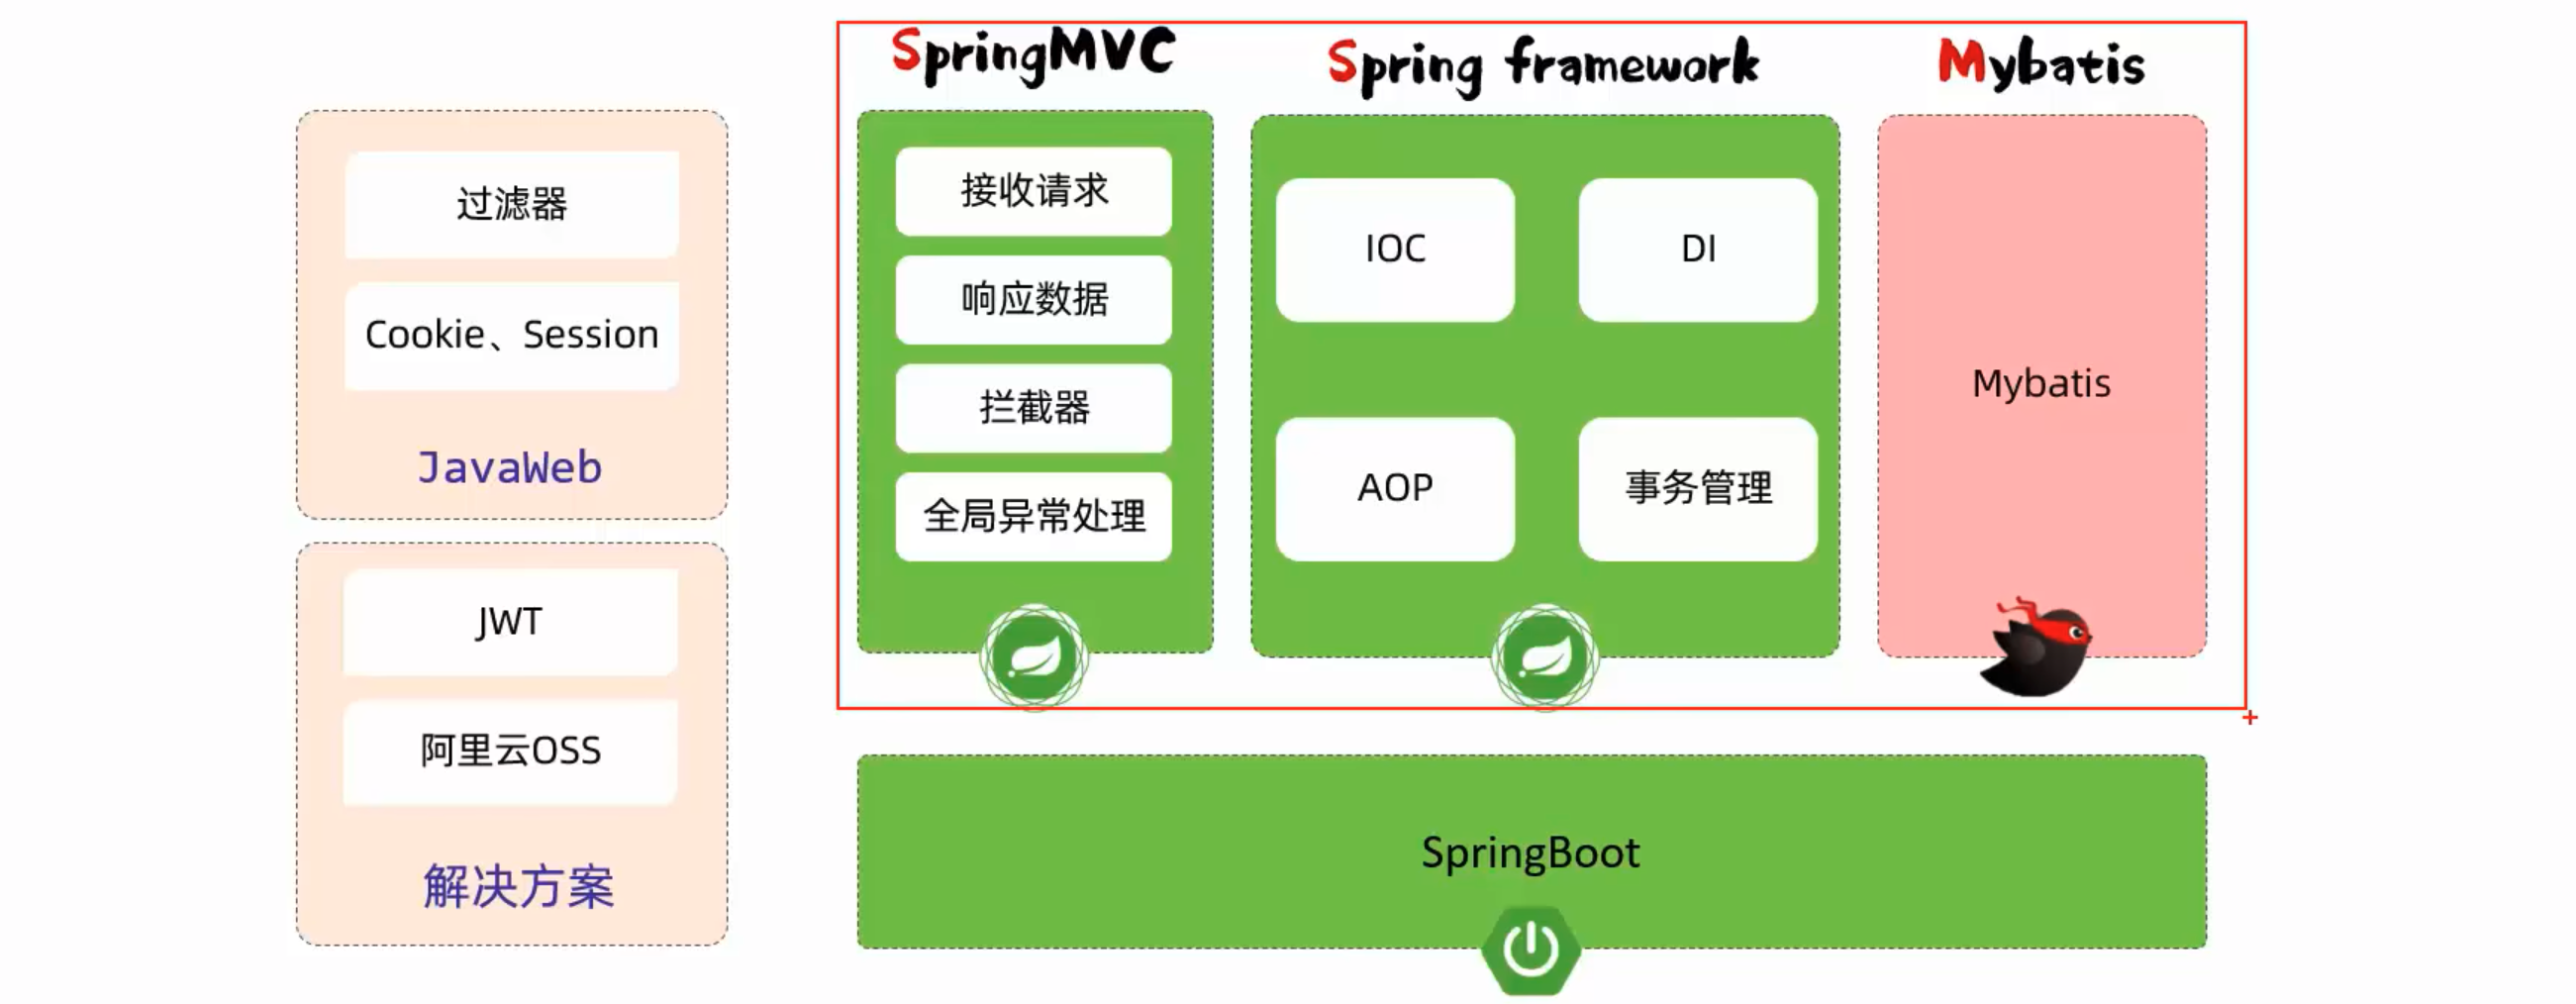 过滤器
Cookie、Session
JavaWeb
JWT
阿里云OSS
解决方案
SpringMVC
接收请求
响应数据
拦截器
全局异常处理
Spring framework
IOC
DI
AOP
事务管理
Mybatis
Mybatis
SpringBoot